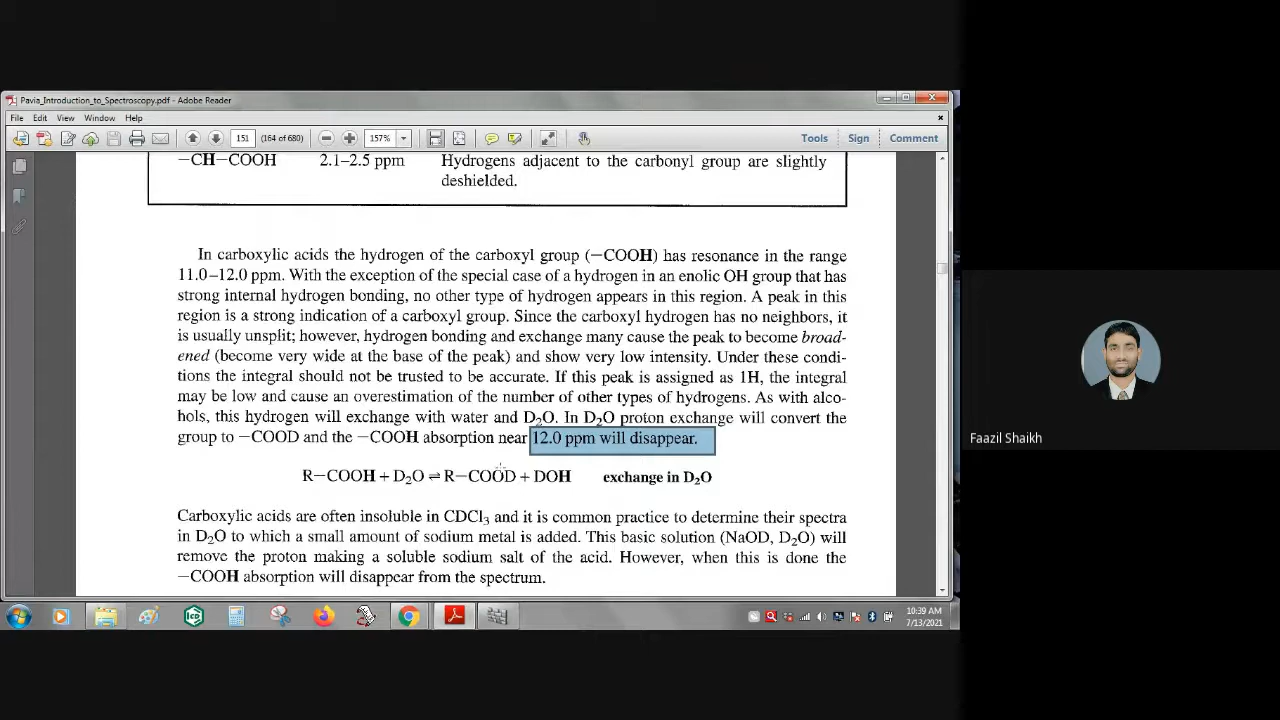 Pavia_Introduction_to_Spectroscopy.pdf - Adobe Reader
File Edit View Window Help
151 (164 of 680) 157% Tools Sign Comment
—CH—COOH 2.1–2.5 ppm Hydrogens adjacent to the carbonyl group are slightly
deshielded.
In carboxylic acids the hydrogen of the carboxyl group (—COOH) has resonance in the range
11.0–12.0 ppm. With the exception of the special case of a hydrogen in an enolic OH group that has
strong internal hydrogen bonding, no other type of hydrogen appears in this region. A peak in this
region is a strong indication of a carboxyl group. Since the carboxyl hydrogen has no neighbors, it
is usually unsplit; however, hydrogen bonding and exchange many cause the peak to become broad-
ened (become very wide at the base of the peak) and show very low intensity. Under these condi-
tions the integral should not be trusted to be accurate. If this peak is assigned as 1H, the integral
may be low and cause an overestimation of the number of other types of hydrogens. As with alco-
hols, this hydrogen will exchange with water and D₂O. In D₂O proton exchange will convert the
group to —COOD and the —COOH absorption near 12.0 ppm will disappear.
R—COOH + D₂O ⇌ R—COOD + DOH exchange in D₂O
Carboxylic acids are often insoluble in CDCl₃ and it is common practice to determine their spectra
in D₂O to which a small amount of sodium metal is added. This basic solution (NaOD, D₂O) will
remove the proton making a soluble sodium salt of the acid. However, when this is done the
—COOH absorption will disappear from the spectrum.
10:39 AM
7/13/2021
Faazil Shaikh